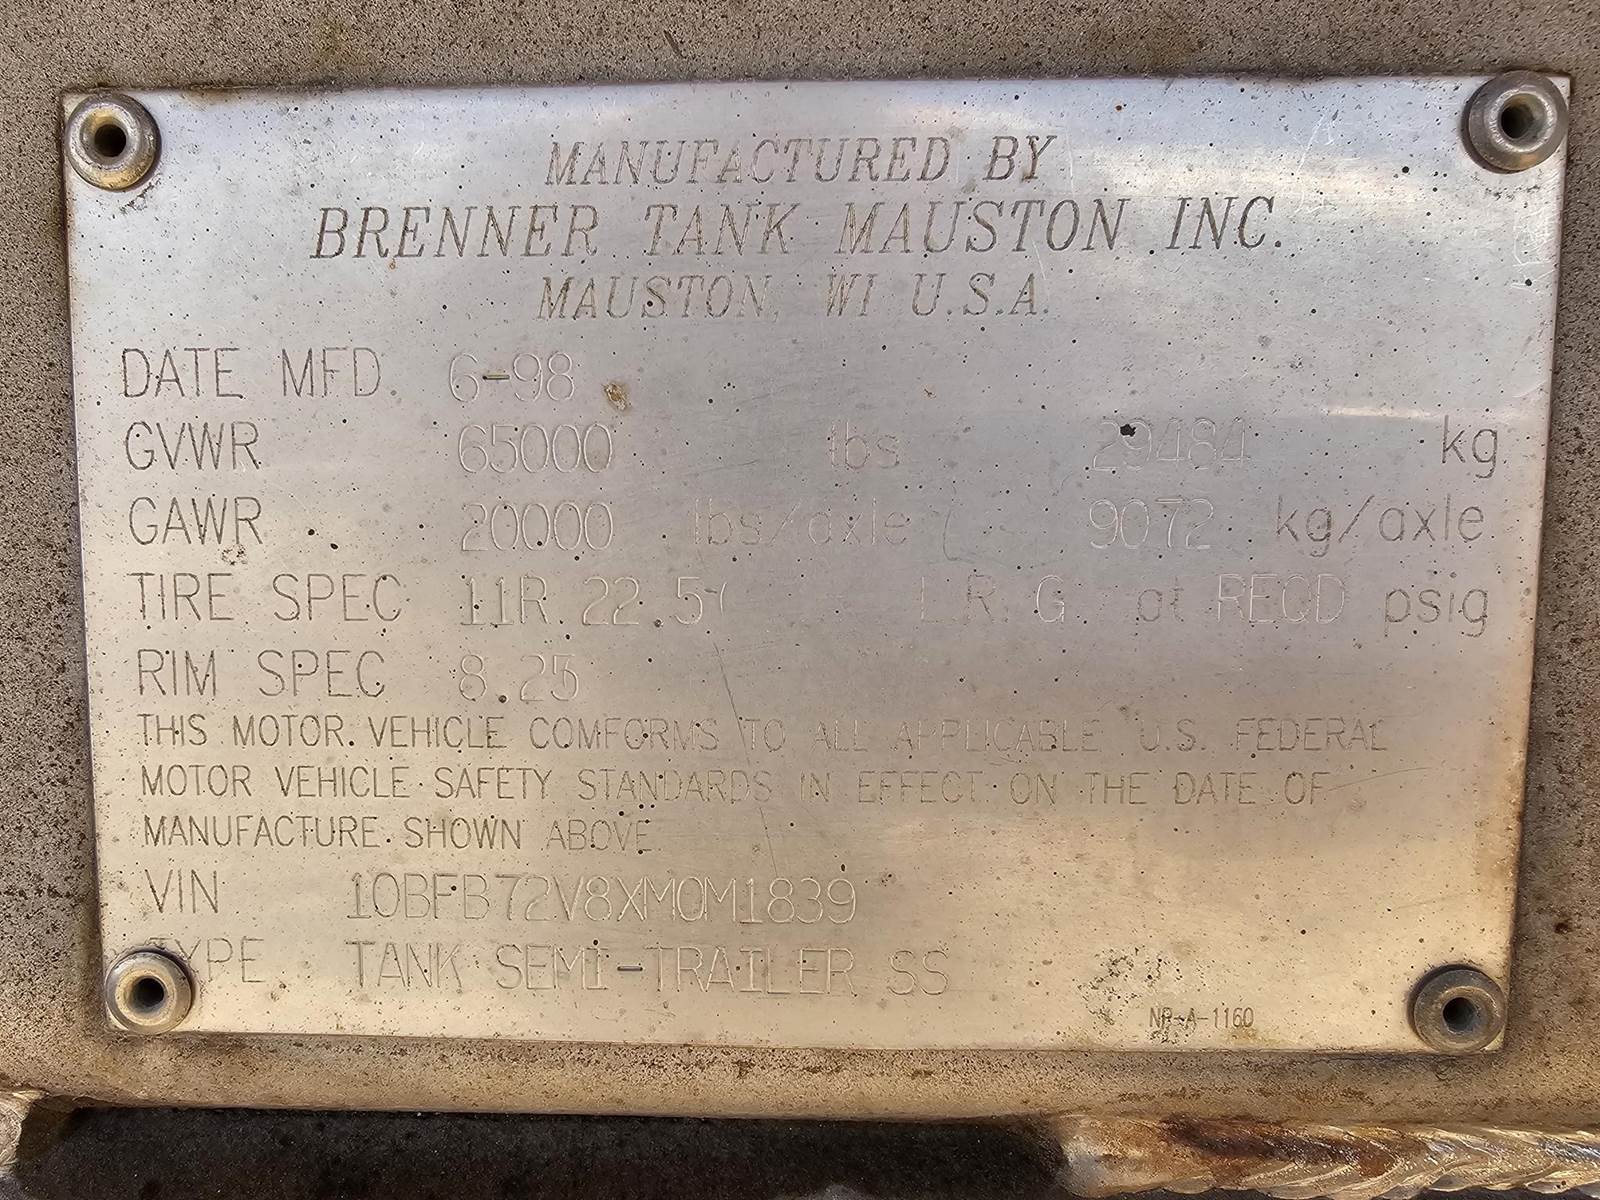 MANUFACTURED BY
BRENNER TANK MAUSTON INC.
MAUSTON, WI U.S.A.
DATE MFD. 6-98
GVWR 65000 lbs 29484 kg
GAWR 20000 lbs/axle ( 9072 kg/axle
TIRE SPEC 11R 22.5( L.R. G. at REQD psig
RIM SPEC 8.25
THIS MOTOR VEHICLE COMFORMS TO ALL APPLICABLE U.S. FEDERAL
MOTOR VEHICLE SAFETY STANDARDS IN EFFECT ON THE DATE OF
MANUFACTURE SHOWN ABOVE
VIN 10BFB72V8XM0M1839
TYPE TANK SEMI-TRAILER SS
NP-A-1160